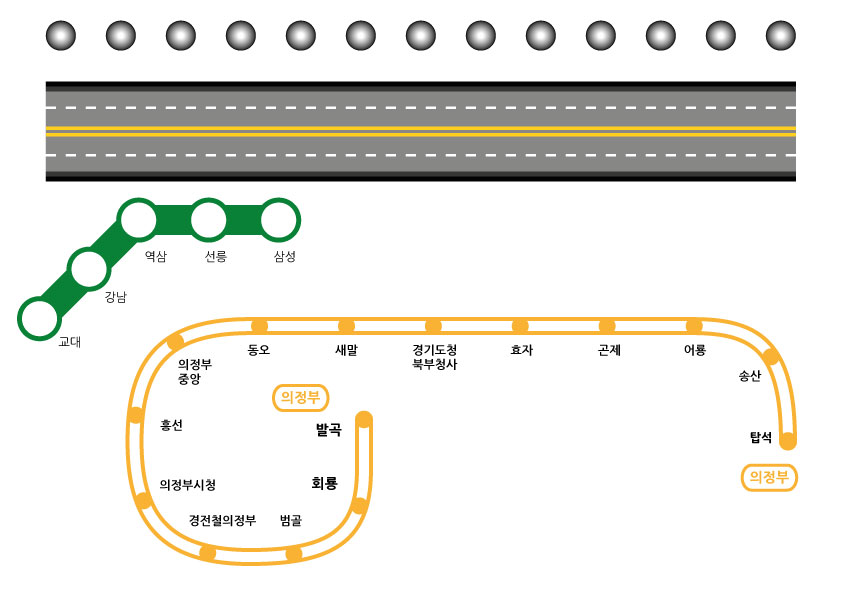 역삼
선릉
삼성
강남
교대
동오
새말
경기도청
북부청사
효자
곤제
어룡
송산
탑석
의정부
의정부
중앙
의정부
발곡
흥선
회룡
의정부시청
경전철의정부
범골